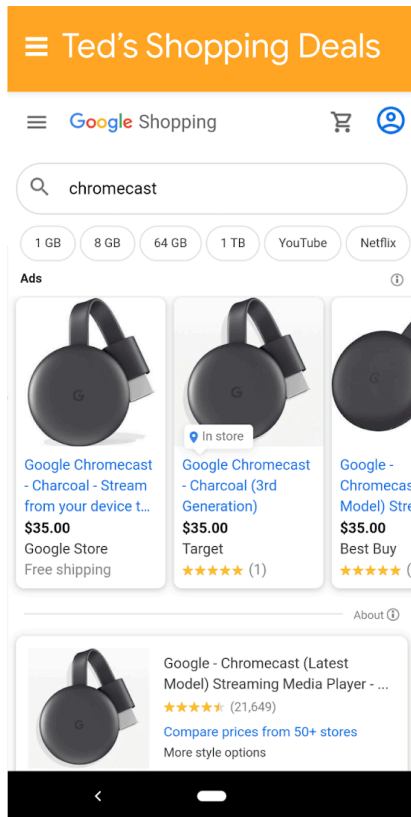 Ted's Shopping Deals
Google Shopping
chromecast
1 GB
8 GB
64 GB
1 TB
YouTube
Netflix
Ads
In store
Google Chromecast
- Charcoal - Stream
from your device t...
$35.00
Google Store
Free shipping
Google Chromecast
- Charcoal (3rd
Generation)
$35.00
Target
(1)
Google -
Chromecas
Model) Stre
$35.00
Best Buy
(
About
Google - Chromecast (Latest
Model) Streaming Media Player - ...
(21,649)
Compare prices from 50+ stores
More style options